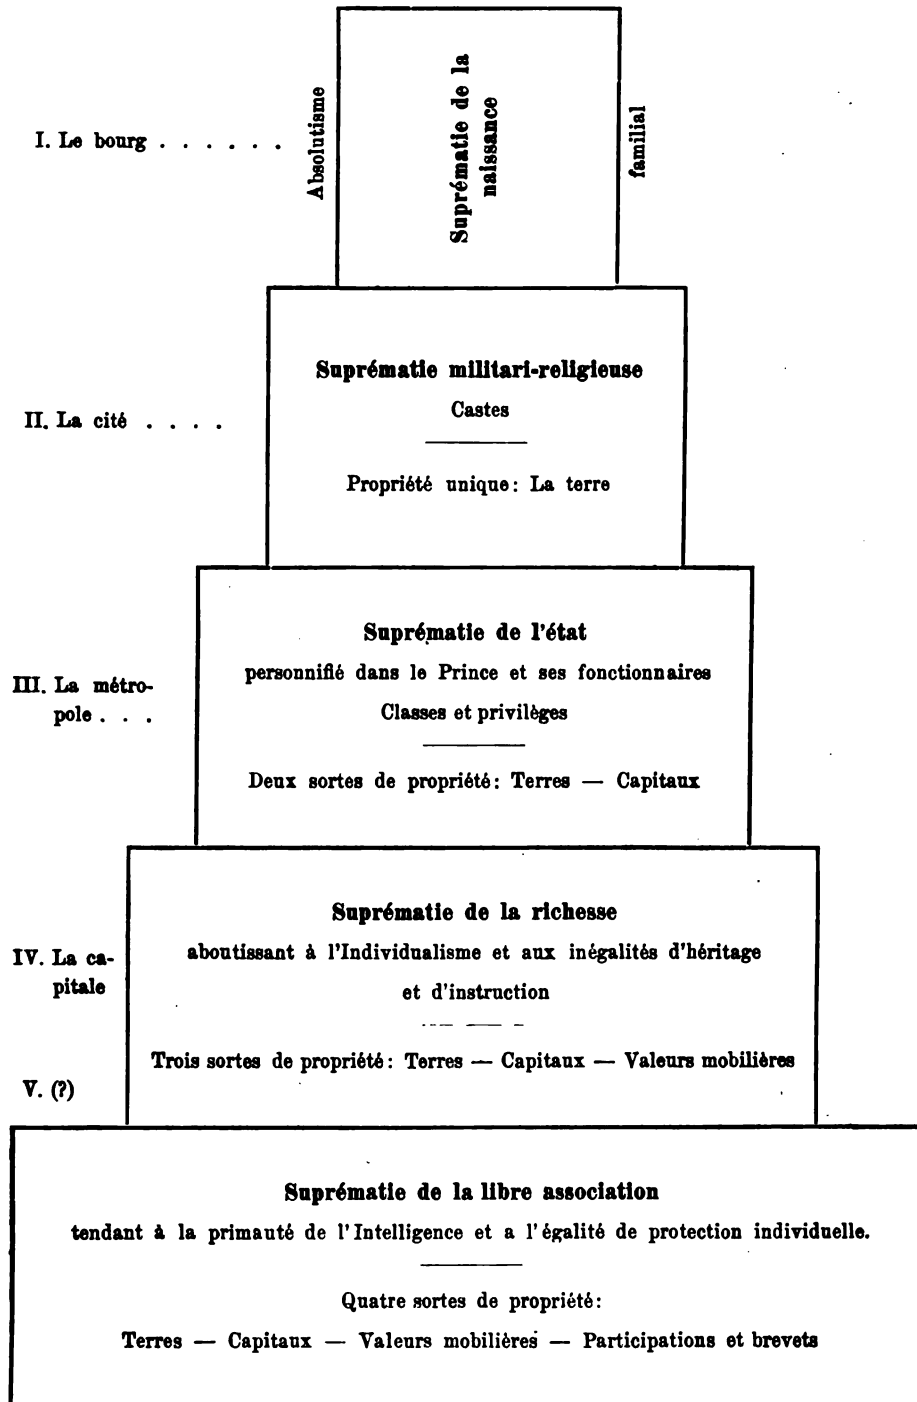 I. Le bourg . . . . . .
Absolutisme
Suprématie de la
naissance
familial
II. La cité . . . .
Suprématie militari-religieuse
Castes
Propriété unique: La terre
III. La métro-
pole . . .
Suprématie de l'état
personnifié dans le Prince et ses fonctionnaires
Classes et privilèges
Deux sortes de propriété: Terres — Capitaux
IV. La ca-
pitale
Suprématie de la richesse
aboutissant à l'Individualisme et aux inégalités d'héritage
et d'instruction
Trois sortes de propriété: Terres — Capitaux — Valeurs mobilières
V. (?)
Suprématie de la libre association
tendant à la primauté de l'Intelligence et a l'égalité de protection individuelle.
Quatre sortes de propriété:
Terres — Capitaux — Valeurs mobilières — Participations et brevets